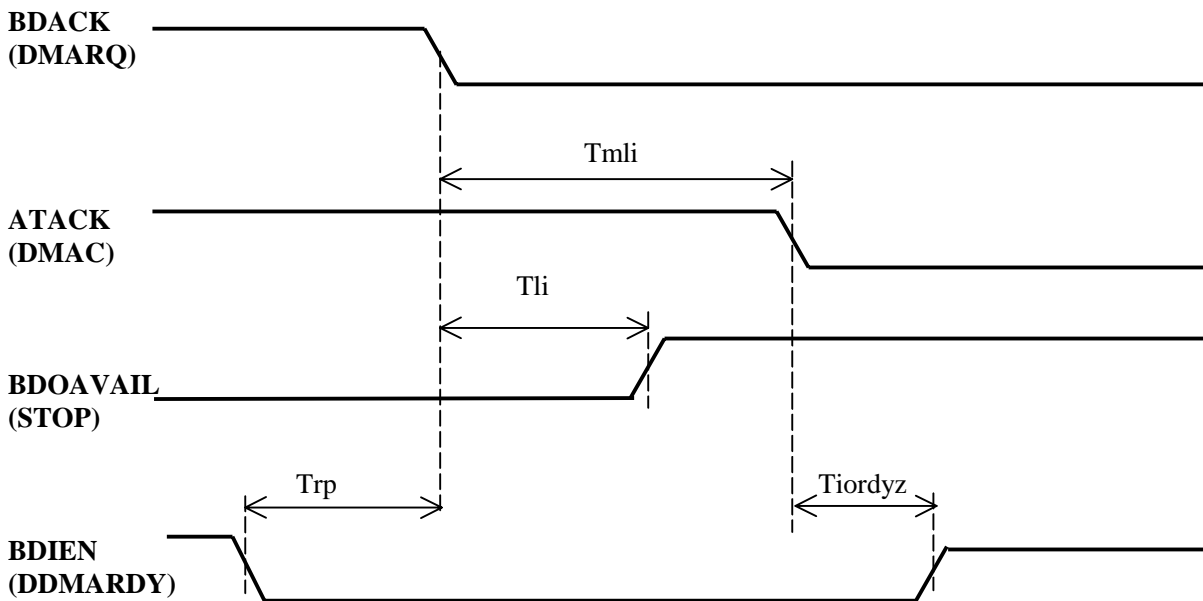 BDACK
(DMARQ)
Tmli
ATACK
(DMAC)
Tli
BDOAVAIL
(STOP)
Trp
Tiordyz
BDIEN
(DDMARDY)